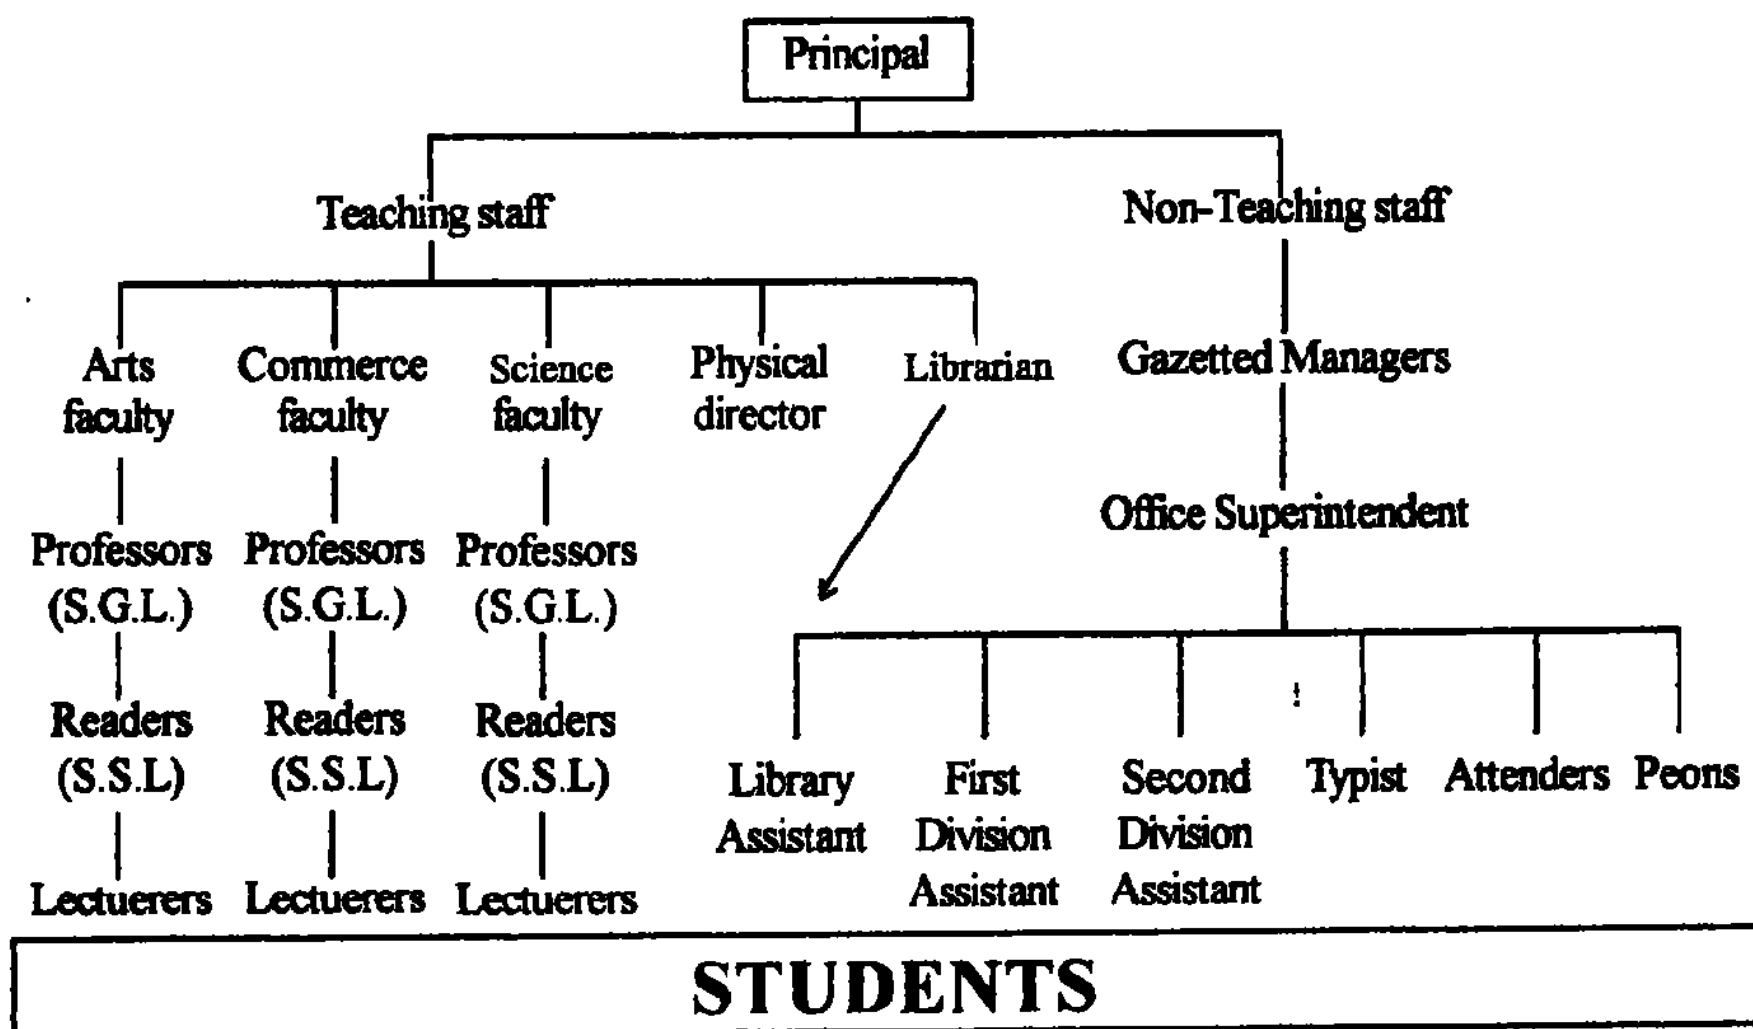 Principal
Teaching staff
Non-Teaching staff
Arts
faculty
Commerce
faculty
Science
faculty
Physical
director
Librarian
Gazetted Managers
Office Superintendent
Professors
(S.G.L.)
Professors
(S.G.L.)
Professors
(S.G.L.)
Readers
(S.S.L)
Readers
(S.S.L)
Readers
(S.S.L)
Lectuerers
Lectuerers
Lectuerers
Library
Assistant
First
Division
Assistant
Second
Division
Assistant
Typist
Attenders
Peons
STUDENTS